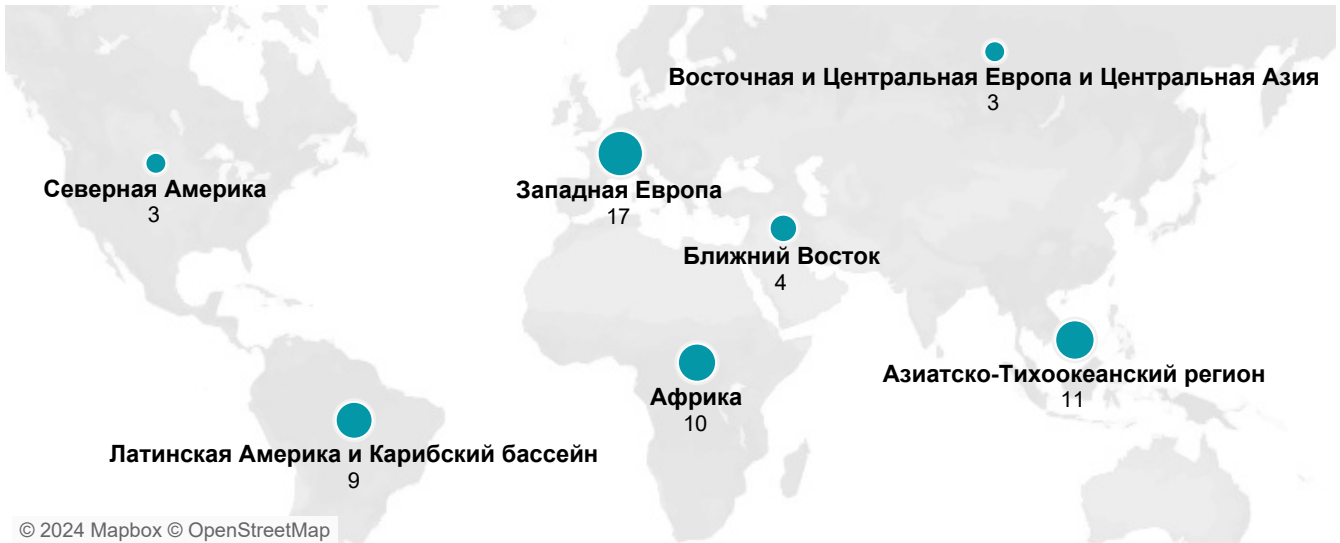 Восточная и Центральная Европа и Центральная Азия
3
Северная Америка
3
Западная Европа
17
Ближний Восток
4
Азиатско-Тихоокеанский регион
11
Африка
10
Латинская Америка и Карибский бассейн
9
© 2024 Mapbox © OpenStreetMap